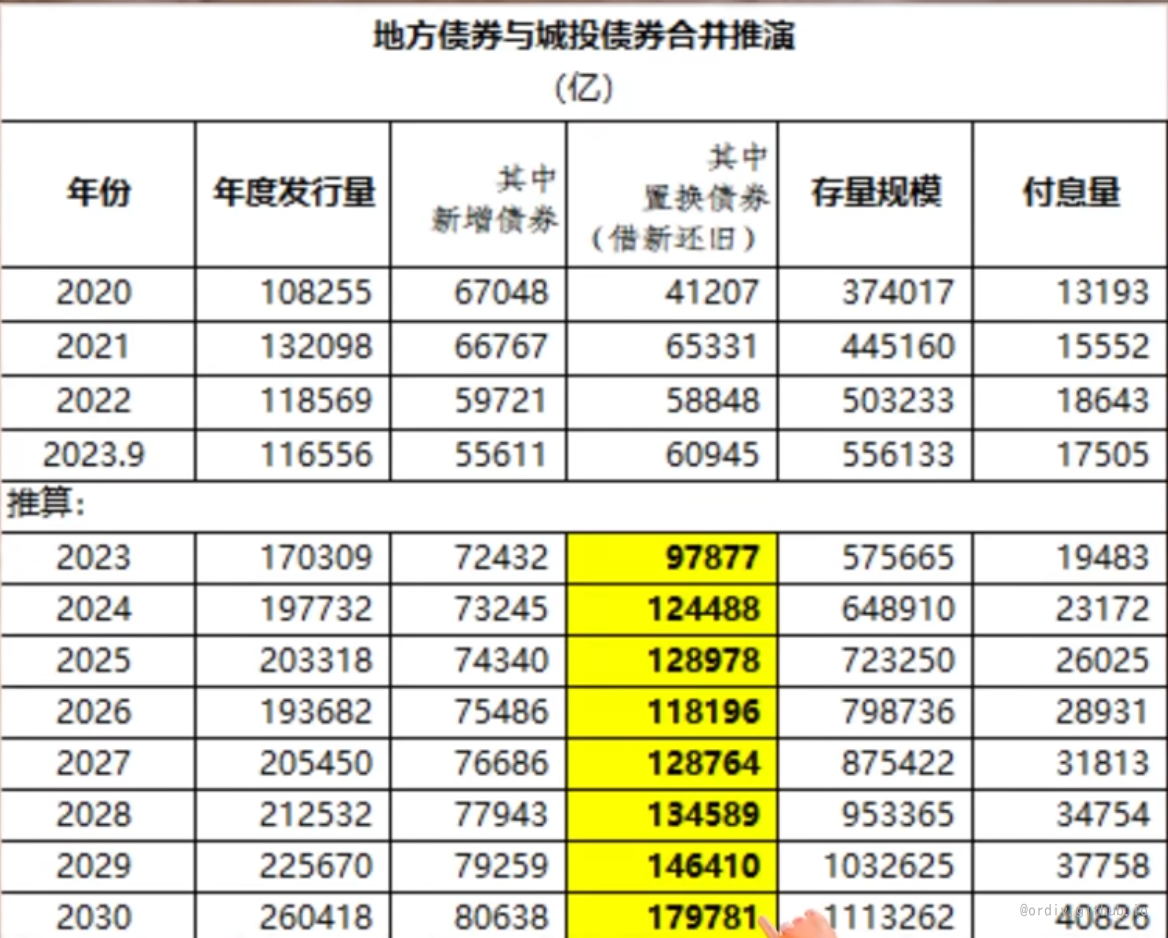 地方债券与城投债券合并推演
(亿)
年份 年度发行量 其中 新增债券 其中 置换债券 (借新还旧) 存量规模 付息量
2020 108255 67048 41207 374017 13193
2021 132098 66767 65331 445160 15552
2022 118569 59721 58848 503233 18643
2023.9 116556 55611 60945 556133 17505
推算:
2023 170309 72432 97877 575665 19483
2024 197732 73245 124488 648910 23172
2025 203318 74340 128978 723250 26025
2026 193682 75486 118196 798736 28931
2027 205450 76686 128764 875422 31813
2028 212532 77943 134589 953365 34754
2029 225670 79259 146410 1032625 37758
2030 260418 80638 179781 1113262 40826